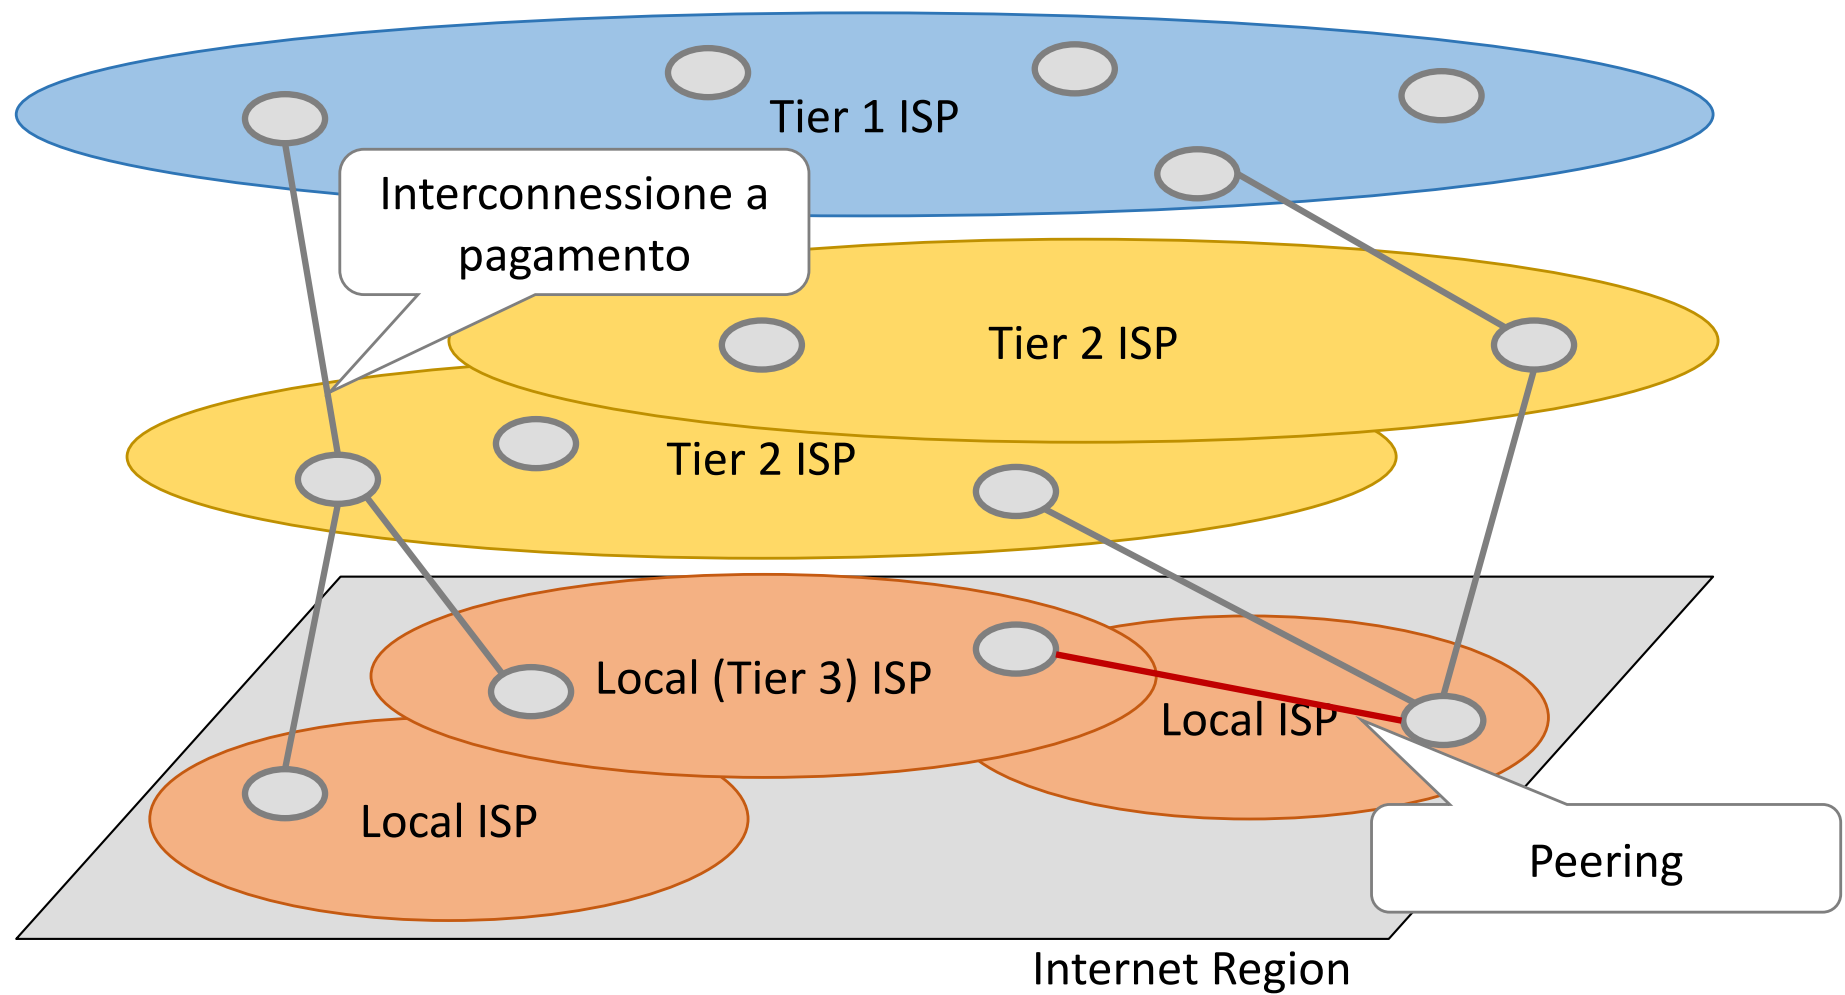 Tier 1 ISP
Interconnessione a
pagamento
Tier 2 ISP
Tier 2 ISP
Local (Tier 3) ISP
Local ISP
Local ISP
Peering
Internet Region